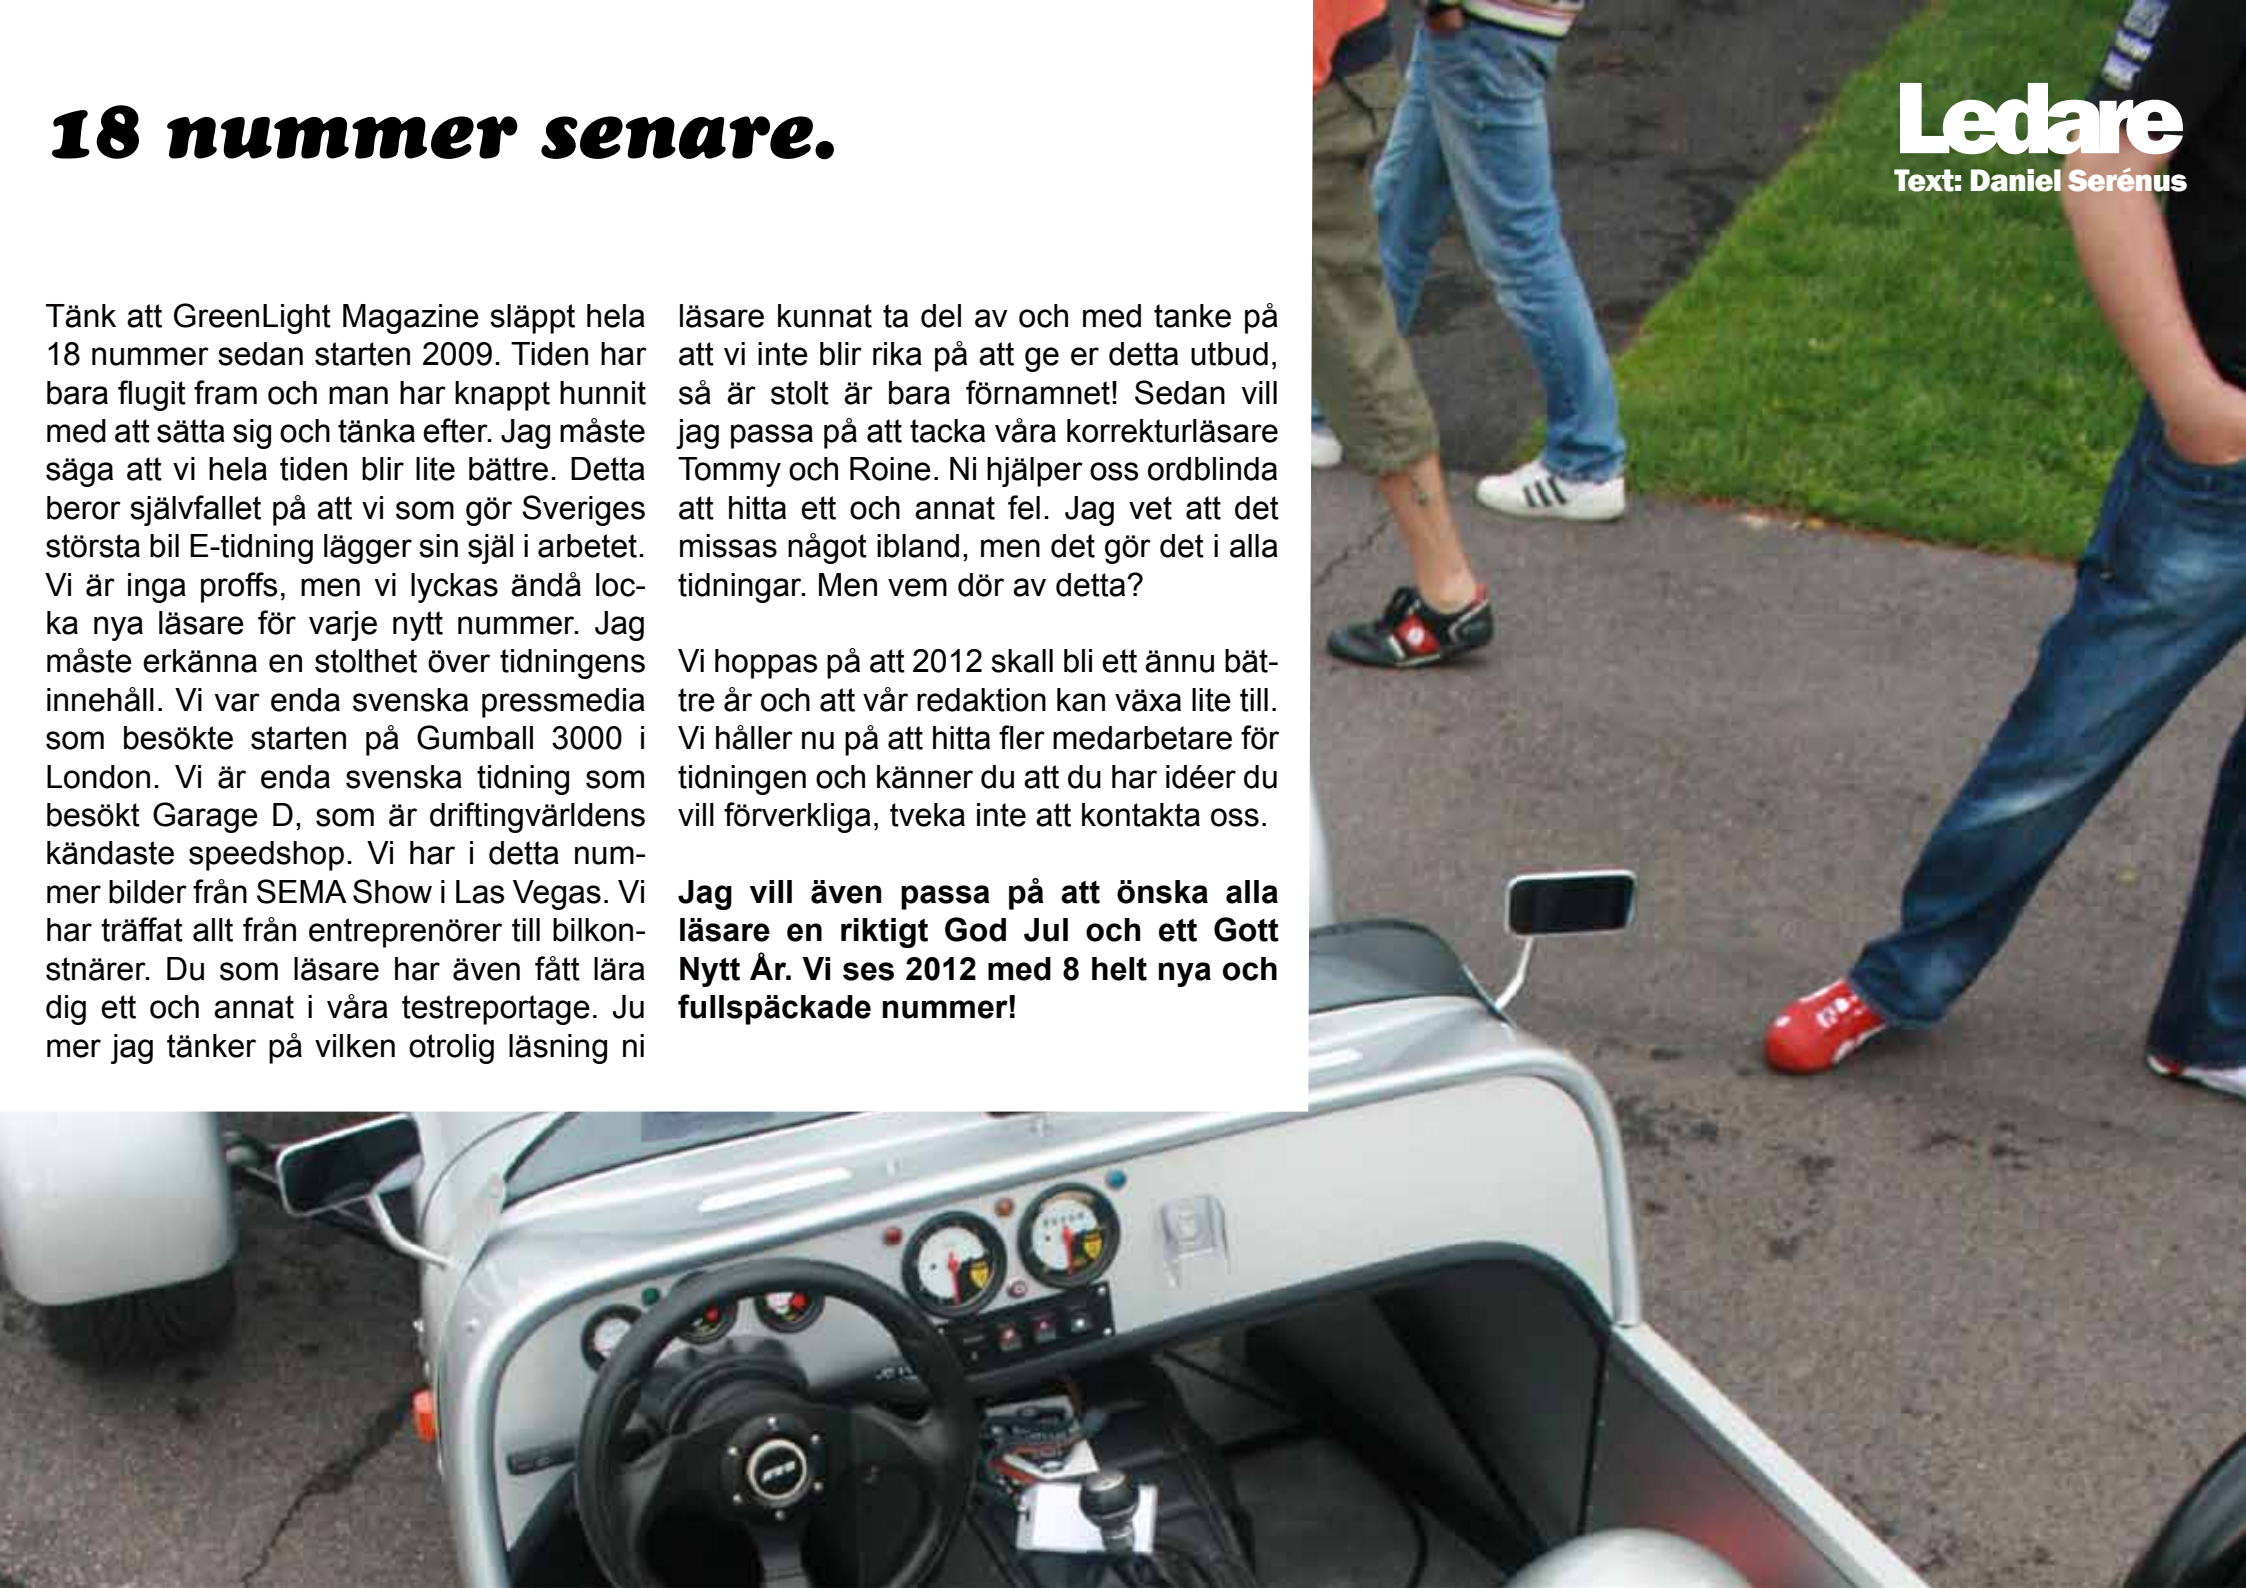 18 nummer senare.
Ledare
Text: Daniel Serénus
Tänk att GreenLight Magazine släppt hela
18 nummer sedan starten 2009. Tiden har
bara flugit fram och man har knappt hunnit
med att sätta sig och tänka efter. Jag måste
säga att vi hela tiden blir lite bättre. Detta
beror självfallet på att vi som gör Sveriges
största bil E-tidning lägger sin själ i arbetet.
Vi är inga proffs, men vi lyckas ändå loc-
ka nya läsare för varje nytt nummer. Jag
måste erkänna en stolthet över tidningens
innehåll. Vi var enda svenska pressmedia
som besökte starten på Gumball 3000 i
London. Vi är enda svenska tidning som
besökt Garage D, som är driftingvärldens
kändaste speedshop. Vi har i detta num-
mer bilder från SEMA Show i Las Vegas. Vi
har träffat allt från entreprenörer till bilkon-
stnärer. Du som läsare har även fått lära
dig ett och annat i våra testreportage. Ju
mer jag tänker på vilken otrolig läsning ni
läsare kunnat ta del av och med tanke på
att vi inte blir rika på att ge er detta utbud,
så är stolt är bara förnamnet! Sedan vill
jag passa på att tacka våra korrekturläsare
Tommy och Roine. Ni hjälper oss ordblinda
att hitta ett och annat fel. Jag vet att det
missas något ibland, men det gör det i alla
tidningar. Men vem dör av detta?
Vi hoppas på att 2012 skall bli ett ännu bät-
tre år och att vår redaktion kan växa lite till.
Vi håller nu på att hitta fler medarbetare för
tidningen och känner du att du har idéer du
vill förverkliga, tveka inte att kontakta oss.
Jag vill även passa på att önska alla
läsare en riktigt God Jul och ett Gott
Nytt År. Vi ses 2012 med 8 helt nya och
fullspäckade nummer!